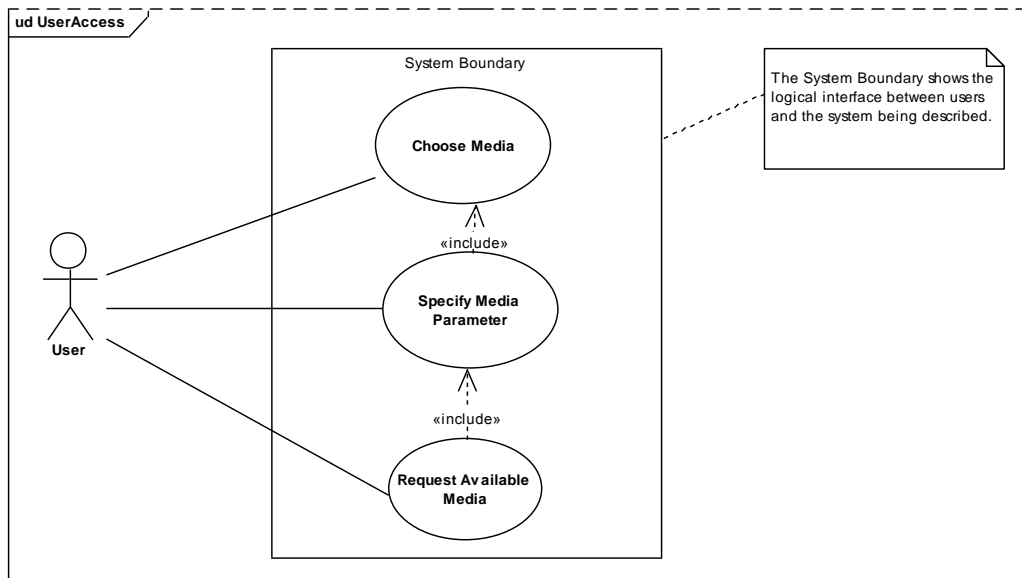 ud UserAccess
System Boundary
The System Boundary shows the
logical interface between users
and the system being described.
Choose Media
«include»
Specify Media
Parameter
User
«include»
Request Available
Media